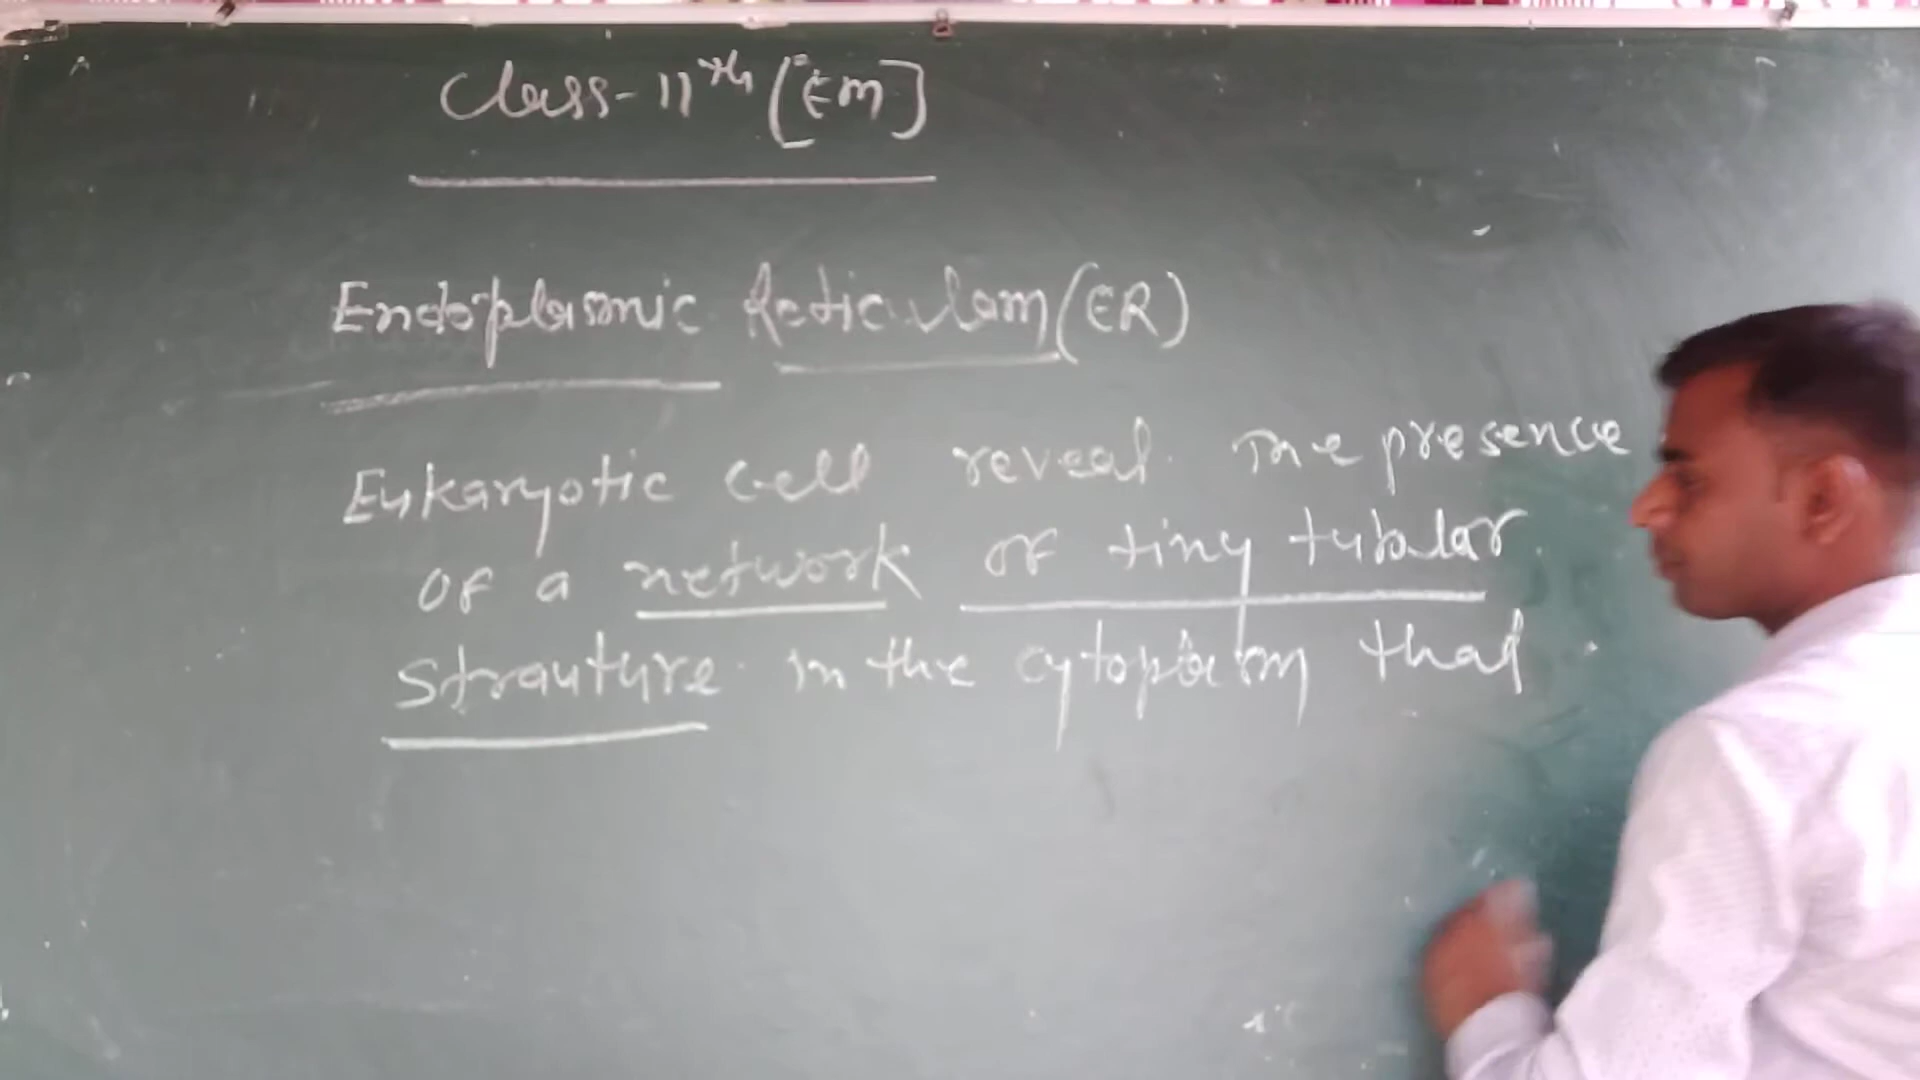 Class-11th [EM]
Endoplasmic Reticulam (ER)
Eukaryotic cell reveal the presence
of a network of tiny tubular
strauture in the cytoplasm that